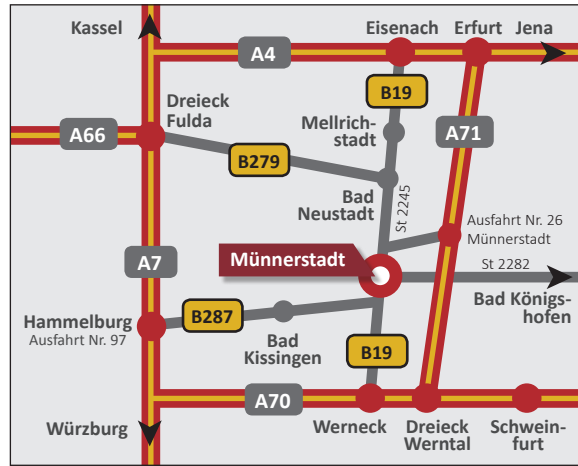 Kassel
Eisenach
Erfurt
Jena
A4
B19
Dreieck
Fulda
Mellrich-
stadt
A66
A71
B279
Bad
Neustadt
St 2245
Ausfahrt Nr. 26
Münnerstadt
Münnerstadt
A7
St 2282
Bad Königs-
hofen
Hammelburg
Ausfahrt Nr. 97
B287
Bad
Kissingen
B19
A70
Würzburg
Werneck
Dreieck
Werntal
Schwein-
furt